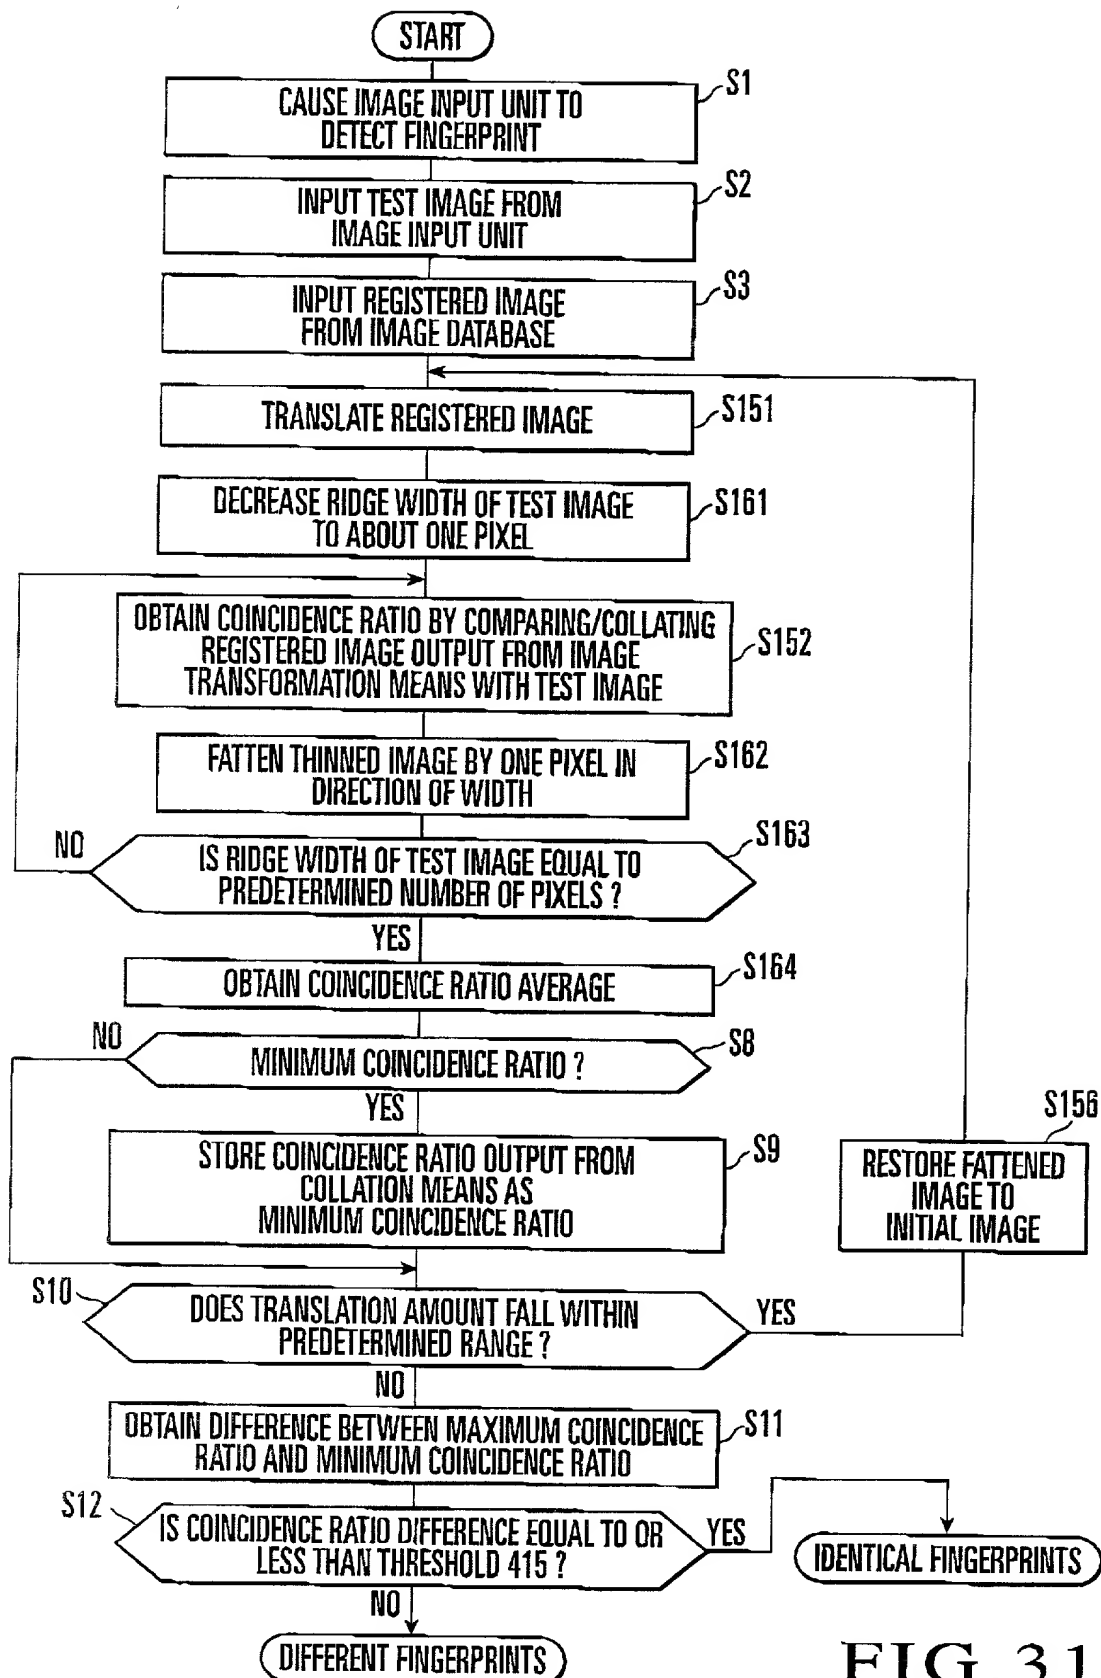 START
S1
CAUSE IMAGE INPUT UNIT TO
DETECT FINGERPRINT
S2
INPUT TEST IMAGE FROM
IMAGE INPUT UNIT
S3
INPUT REGISTERED IMAGE
FROM IMAGE DATABASE
TRANSLATE REGISTERED IMAGE
S151
DECREASE RIDGE WIDTH OF TEST IMAGE
TO ABOUT ONE PIXEL
S161
OBTAIN COINCIDENCE RATIO BY COMPARING/COLLATING
REGISTERED IMAGE OUTPUT FROM IMAGE
TRANSFORMATION MEANS WITH TEST IMAGE
S152
FATTEN THINNED IMAGE BY ONE PIXEL IN
DIRECTION OF WIDTH
S162
S163
NO
IS RIDGE WIDTH OF TEST IMAGE EQUAL TO
PREDETERMINED NUMBER OF PIXELS ?
YES
OBTAIN COINCIDENCE RATIO AVERAGE
S164
NO
MINIMUM COINCIDENCE RATIO ?
S8
YES
STORE COINCIDENCE RATIO OUTPUT FROM
COLLATION MEANS AS
MINIMUM COINCIDENCE RATIO
S9
S156
RESTORE FATTENED
IMAGE TO
INITIAL IMAGE
S10
DOES TRANSLATION AMOUNT FALL WITHIN
PREDETERMINED RANGE ?
YES
NO
OBTAIN DIFFERENCE BETWEEN MAXIMUM COINCIDENCE
RATIO AND MINIMUM COINCIDENCE RATIO
S11
S12
IS COINCIDENCE RATIO DIFFERENCE EQUAL TO OR
LESS THAN THRESHOLD 415 ?
YES
IDENTICAL FINGERPRINTS
NO
DIFFERENT FINGERPRINTS
FIG.31